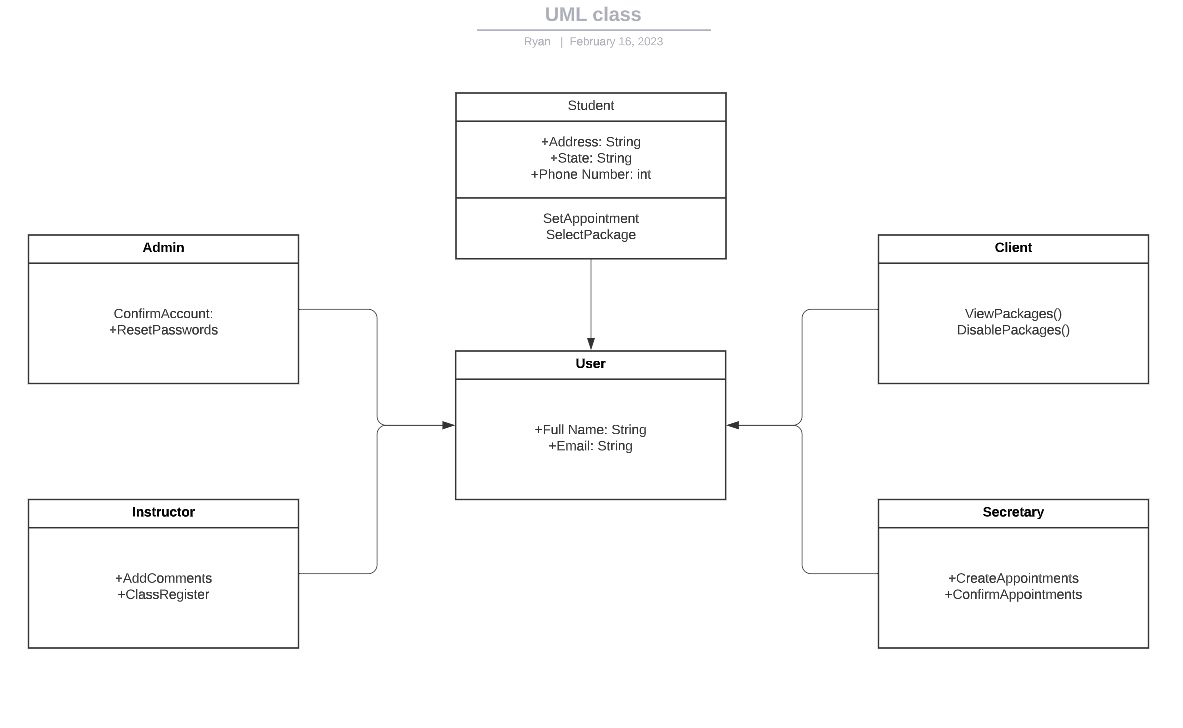 UML class
Ryan | February 16, 2023
Student
+Address: String
+State: String
+Phone Number: int
SetAppointment
SelectPackage
Admin
ConfirmAccount:
+ResetPasswords
Client
ViewPackages()
DisablePackages()
User
+Full Name: String
+Email: String
Instructor
+AddComments
+ClassRegister
Secretary
+CreateAppointments
+ConfirmAppointments